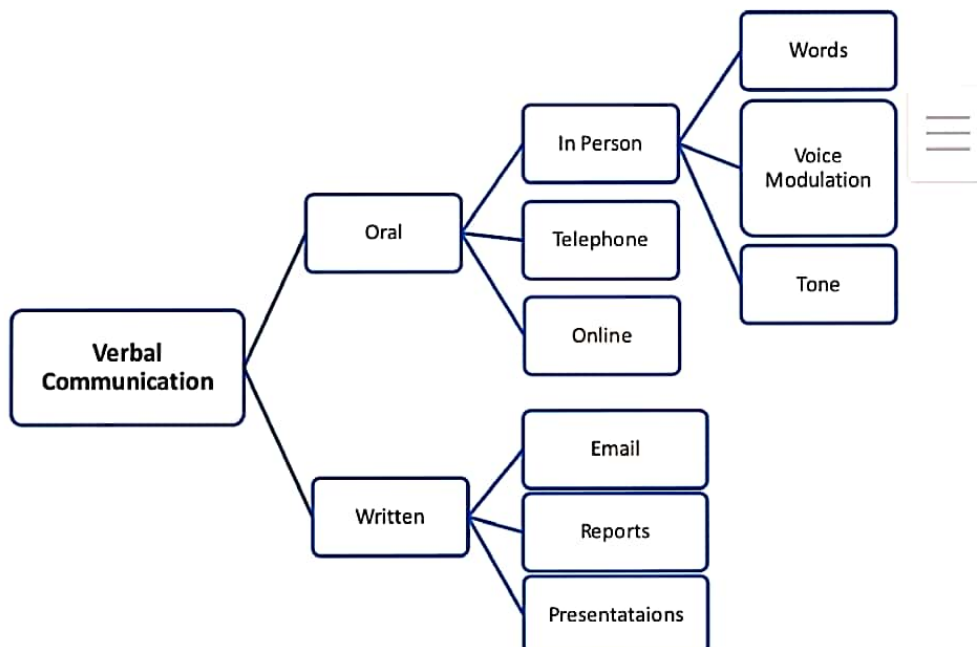 Verbal
Communication
Oral
In Person
Words
Voice
Modulation
Tone
Telephone
Online
Written
Email
Reports
Presentataions